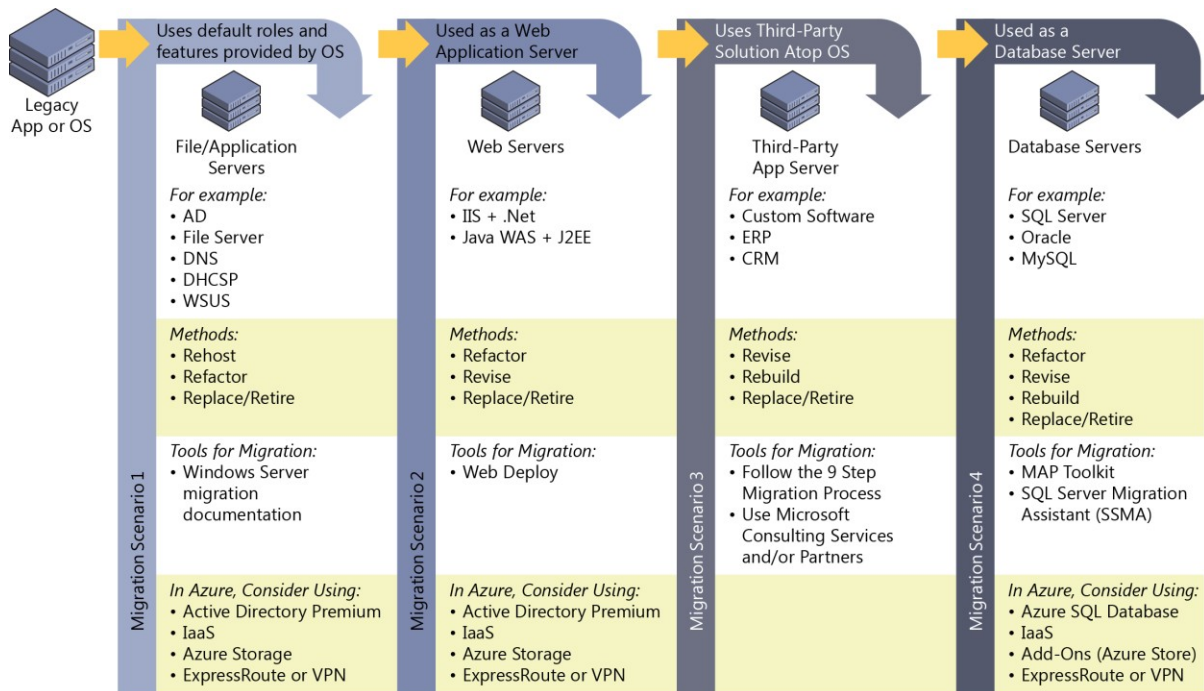 Legacy
App or OS
Uses default roles and
features provided by OS
File/Application
Servers
For example:
• AD
• File Server
• DNS
• DHCSP
• WSUS
Methods:
• Rehost
• Refactor
• Replace/Retire
Tools for Migration:
• Windows Server
migration
documentation
In Azure, Consider Using:
• Active Directory Premium
• IaaS
• Azure Storage
• ExpressRoute or VPN
Migration Scenario 1
Used as a Web
Application Server
Web Servers
For example:
• IIS + .Net
• Java WAS + J2EE
Methods:
• Refactor
• Revise
• Replace/Retire
Tools for Migration:
• Web Deploy
In Azure, Consider Using:
• Active Directory Premium
• IaaS
• Azure Storage
• ExpressRoute or VPN
Migration Scenario 2
Uses Third-Party
Solution Atop OS
Third-Party
App Server
For example:
• Custom Software
• ERP
• CRM
Methods:
• Revise
• Rebuild
• Replace/Retire
Tools for Migration:
• Follow the 9 Step
Migration Process
• Use Microsoft
Consulting Services
and/or Partners
Migration Scenario 3
Used as a
Database Server
Database Servers
For example:
• SQL Server
• Oracle
• MySQL
Methods:
• Refactor
• Revise
• Rebuild
• Replace/Retire
Tools for Migration:
• MAP Toolkit
• SQL Server Migration
Assistant (SSMA)
In Azure, Consider Using:
• Azure SQL Database
• IaaS
• Add-Ons (Azure Store)
• ExpressRoute or VPN
Migration Scenario 4